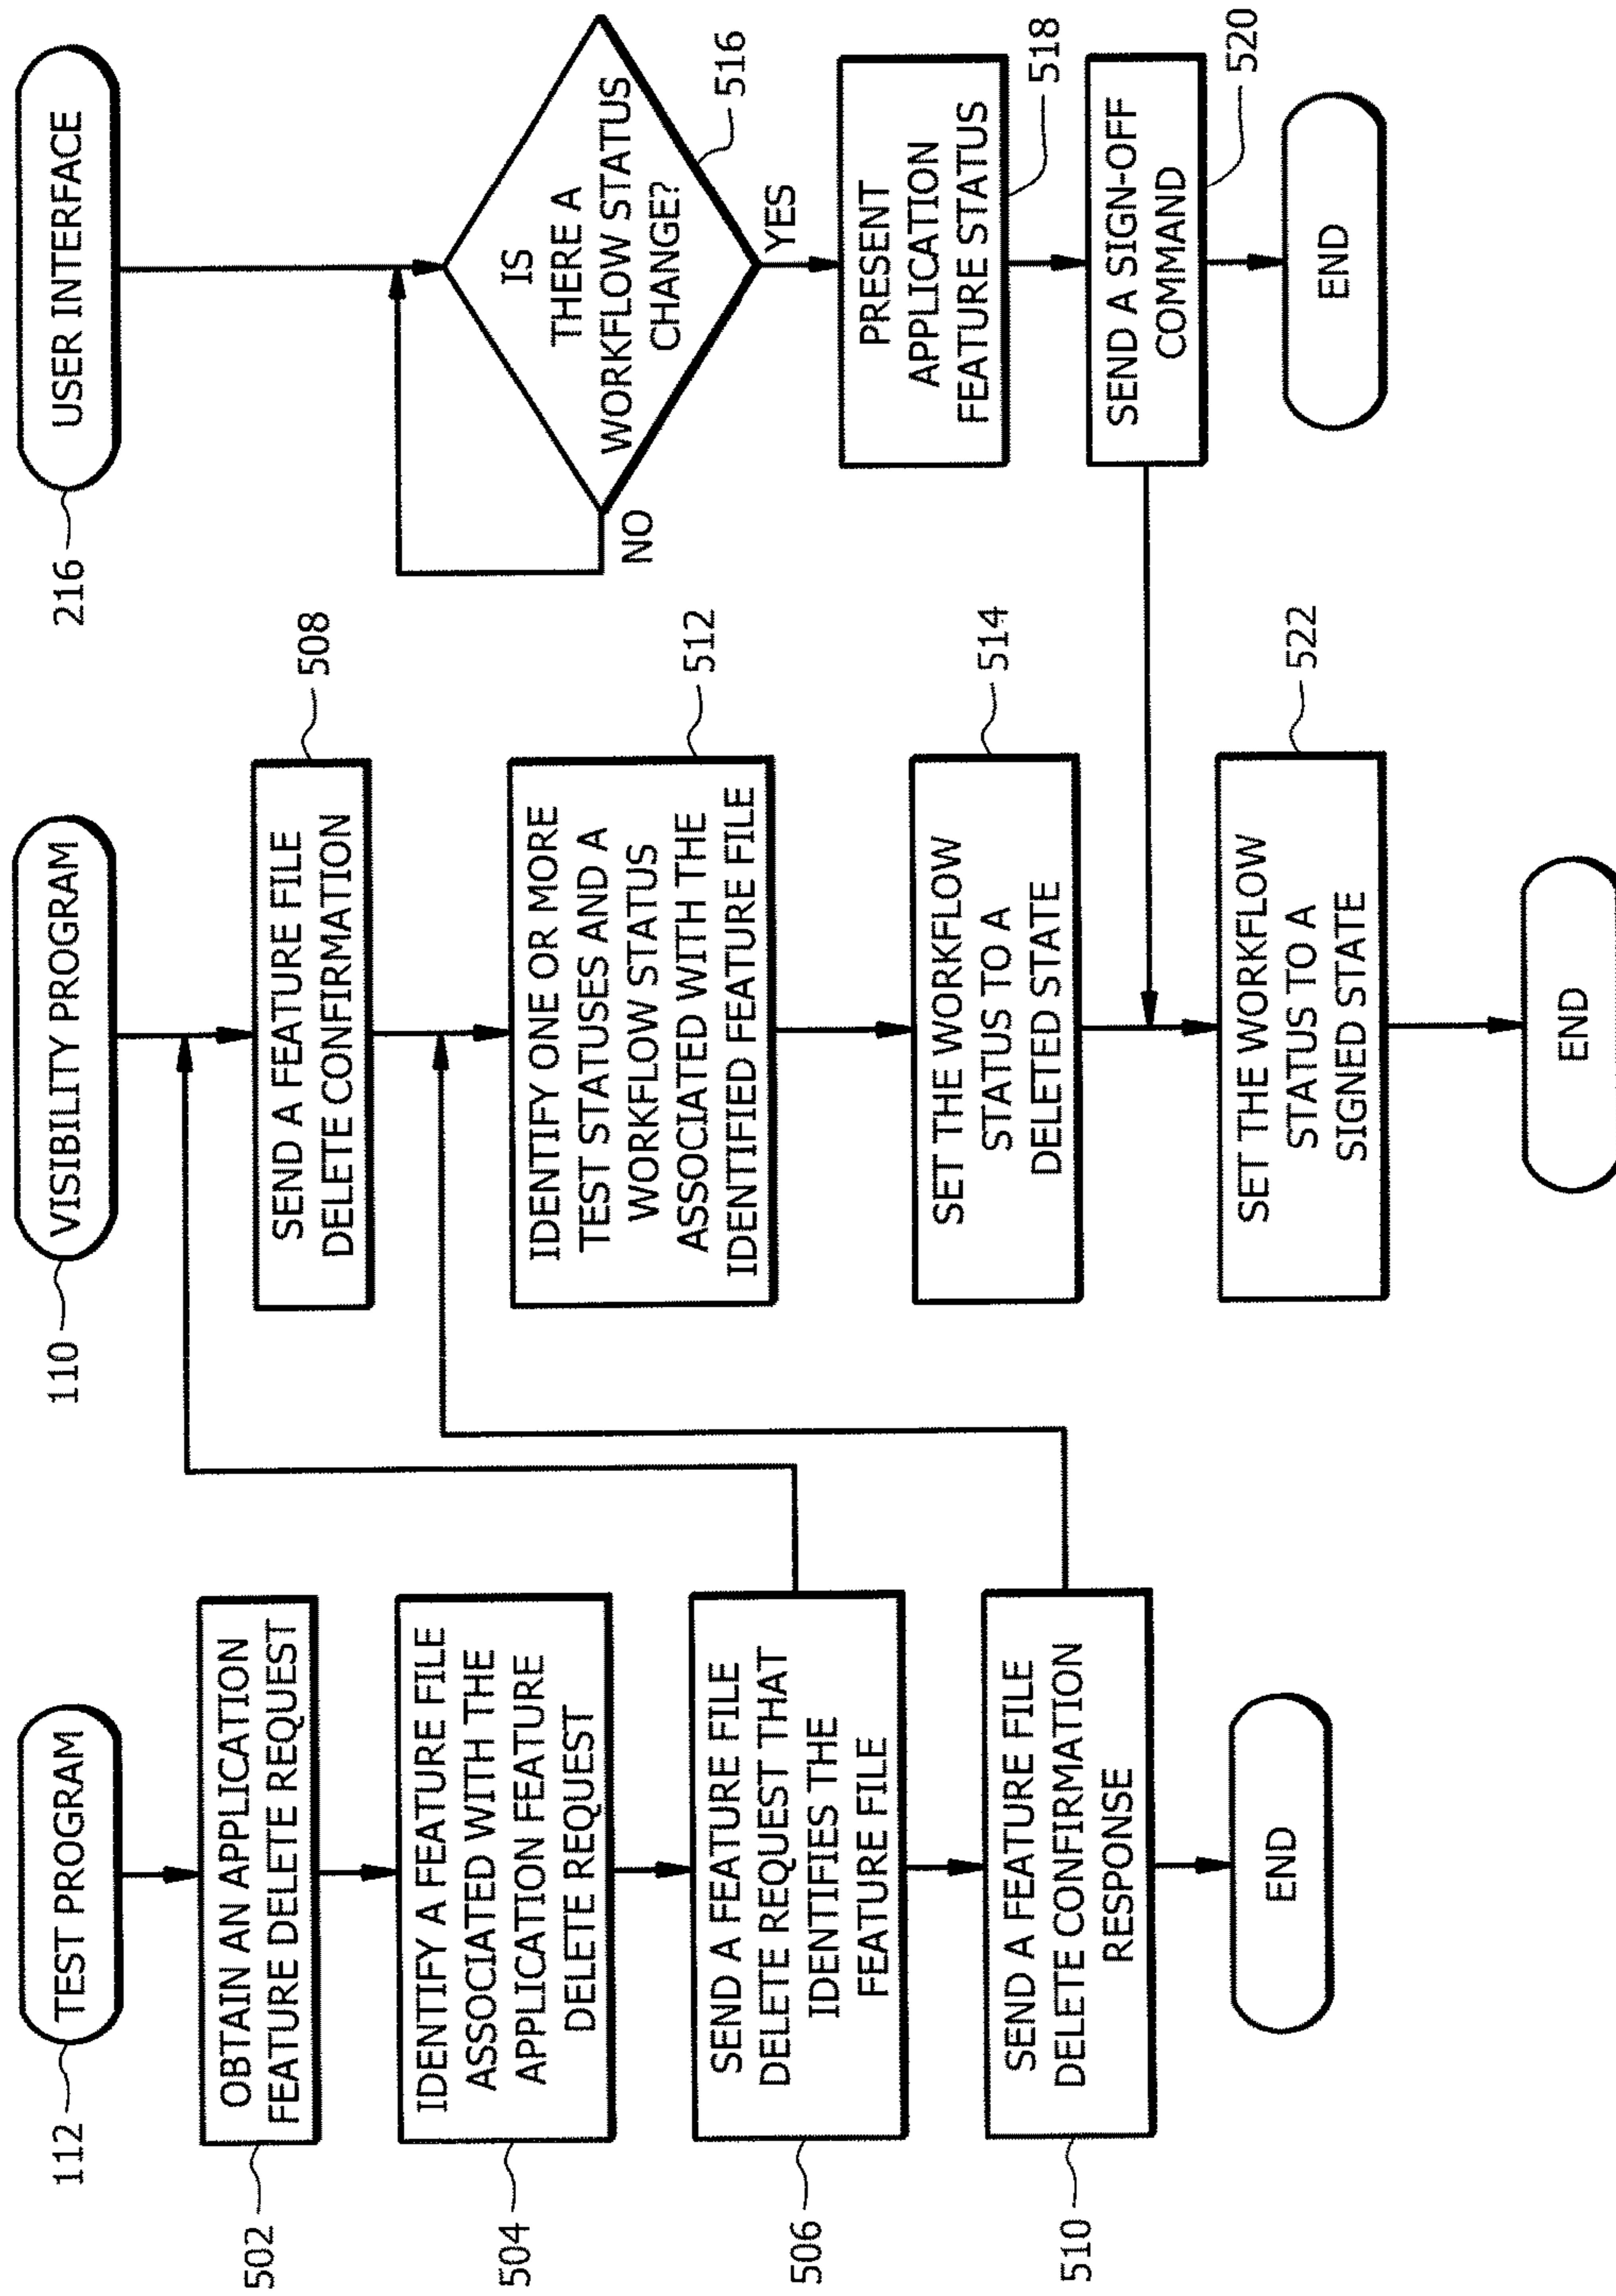 112
TEST PROGRAM
502
OBTAIN AN APPLICATION
FEATURE DELETE REQUEST
504
IDENTIFY A FEATURE FILE
ASSOCIATED WITH THE
APPLICATION FEATURE
DELETE REQUEST
506
SEND A FEATURE FILE
DELETE REQUEST THAT
IDENTIFIES THE
FEATURE FILE
510
SEND A FEATURE FILE
DELETE CONFIRMATION
RESPONSE
END
110
VISIBILITY PROGRAM
SEND A FEATURE FILE
DELETE CONFIRMATION
508
IDENTIFY ONE OR MORE
TEST STATUSES AND A
WORKFLOW STATUS
ASSOCIATED WITH THE
IDENTIFIED FEATURE FILE
512
SET THE WORKFLOW
STATUS TO A
DELETED STATE
514
SET THE WORKFLOW
STATUS TO A
SIGNED STATE
522
END
216
USER INTERFACE
IS
THERE A
WORKFLOW STATUS
CHANGE?
516
NO
YES
PRESENT
APPLICATION
FEATURE STATUS
518
SEND A SIGN-OFF
COMMAND
520
END